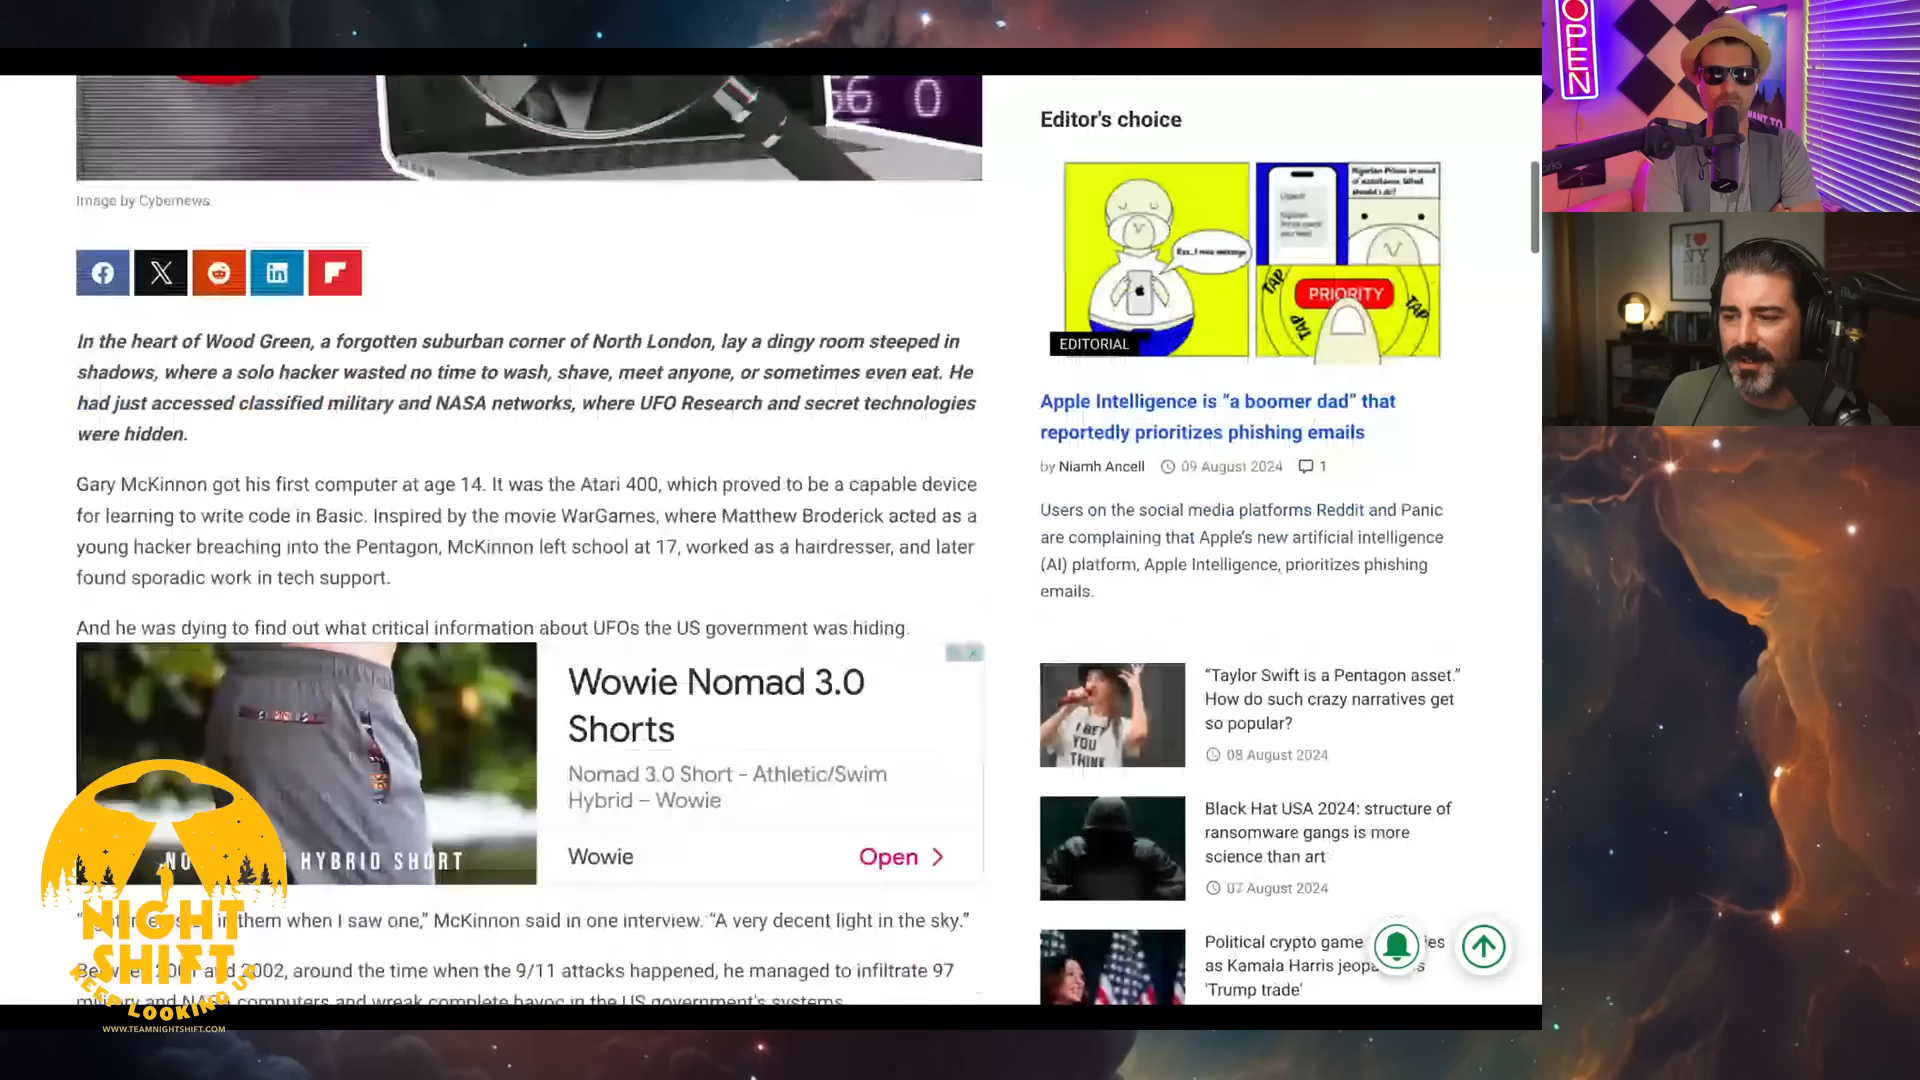 60
Image by Cybernews.
In the heart of Wood Green, a forgotten suburban corner of North London, lay a dingy room steeped in
shadows, where a solo hacker wasted no time to wash, shave, meet anyone, or sometimes even eat. He
had just accessed classified military and NASA networks, where UFO Research and secret technologies
were hidden.
Gary McKinnon got his first computer at age 14. It was the Atari 400, which proved to be a capable device
for learning to write code in Basic. Inspired by the movie WarGames, where Matthew Broderick acted as a
young hacker breaching into the Pentagon, McKinnon left school at 17, worked as a hairdresser, and later
found sporadic work in tech support.
And he was dying to find out what critical information about UFOs the US government was hiding.
Wowie Nomad 3.0
Shorts
Nomad 3.0 Short – Athletic/Swim
Hybrid – Wowie
Wowie
Open
HYBRID SHORT
in them when I saw one,” McKinnon said in one interview. “A very decent light in the sky.”
2002, around the time when the 9/11 attacks happened, he managed to infiltrate 97
computers and wreak complete havoc in the US government's systems.
NIGHT
SHIFT
KEEP LOOKING UP
WWW.TEAMNIGHTSHIFT.COM
Editor's choice
PRIORITY
TAP
TAP
TAP
EDITORIAL
Apple Intelligence is “a boomer dad” that
reportedly prioritizes phishing emails
by Niamh Ancell 09 August 2024 1
Users on the social media platforms Reddit and Panic
are complaining that Apple's new artificial intelligence
(AI) platform, Apple Intelligence, prioritizes phishing
emails.
I BET
YOU
THINK
“Taylor Swift is a Pentagon asset.”
How do such crazy narratives get
so popular?
08 August 2024
Black Hat USA 2024: structure of
ransomware gangs is more
science than art
07 August 2024
Political crypto game
as Kamala Harris
'Trump trade'
OPEN
WANT TO
I ♥
NY